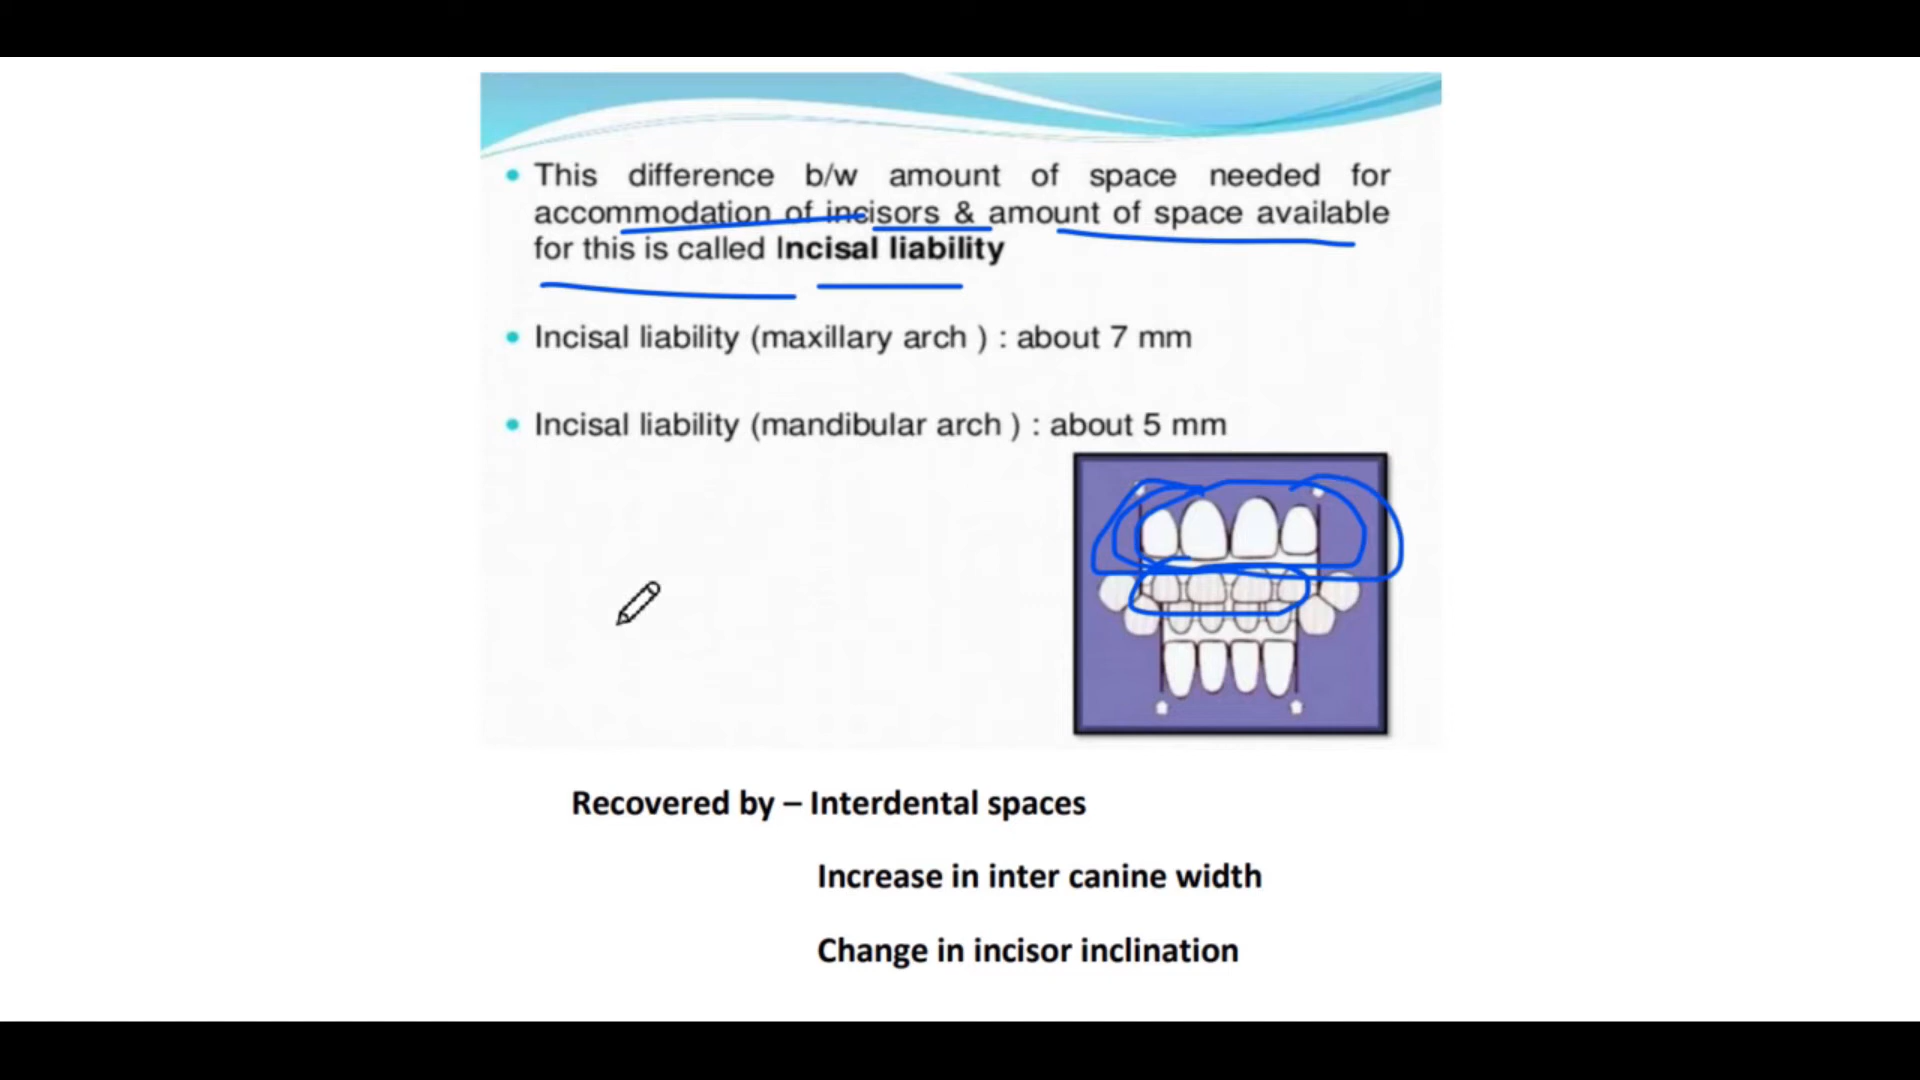 This difference b/w amount of space needed for
accommodation of incisors & amount of space available
for this is called Incisal liability
Incisal liability (maxillary arch ) : about 7 mm
Incisal liability (mandibular arch ) : about 5 mm
Recovered by – Interdental spaces
Increase in inter canine width
Change in incisor inclination